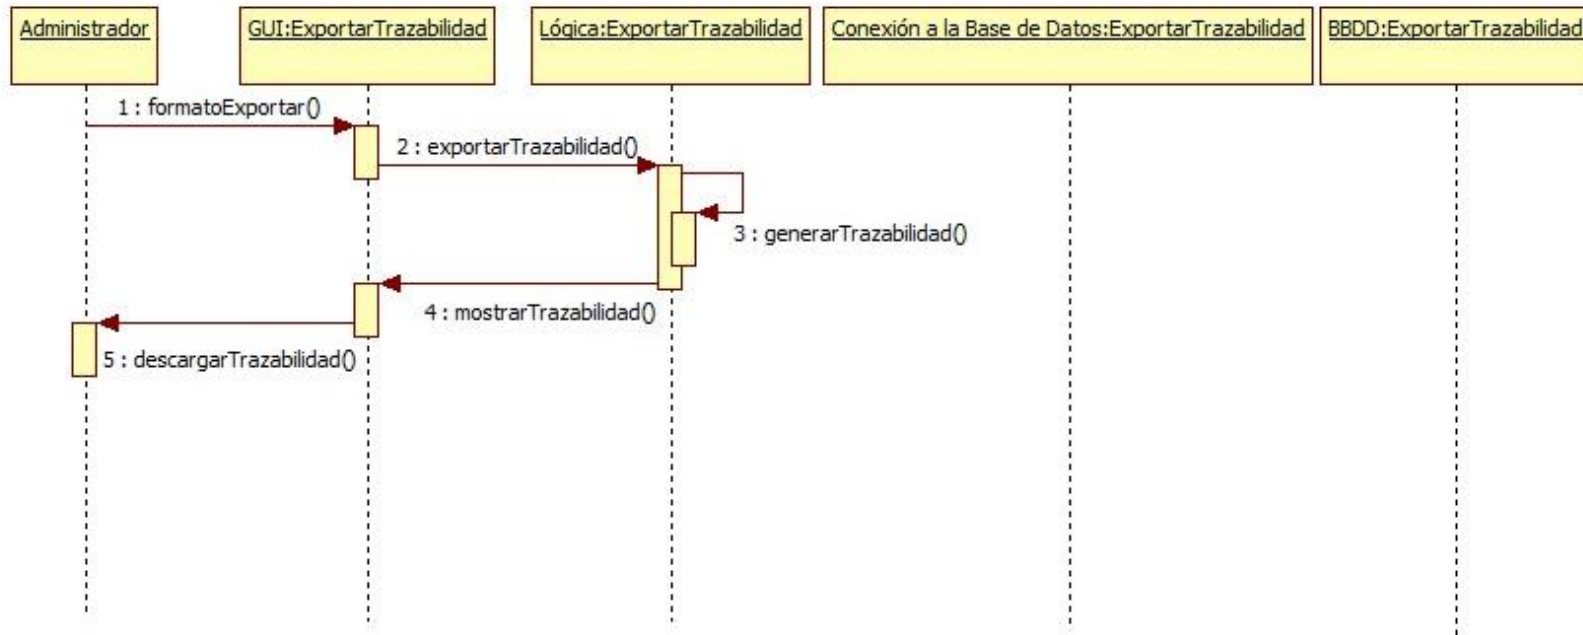 Administrador
GUI:ExportarTrazabilidad
Lógica:ExportarTrazabilidad
Conexión a la Base de Datos:ExportarTrazabilidad
BBDD:ExportarTrazabilidad
1 : formatoExportar()
2 : exportarTrazabilidad()
3 : generarTrazabilidad()
4 : mostrarTrazabilidad()
5 : descargarTrazabilidad()